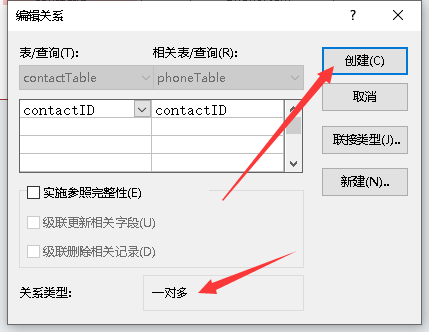 编辑关系
? ×
表/查询(T): 相关表/查询(R):
contactTable phoneTable
contactID contactID
实施参照完整性(E)
级联更新相关字段(U)
级联删除相关记录(D)
关系类型: 一对多
创建(C)
取消
联接类型(J)..
新建(N)..